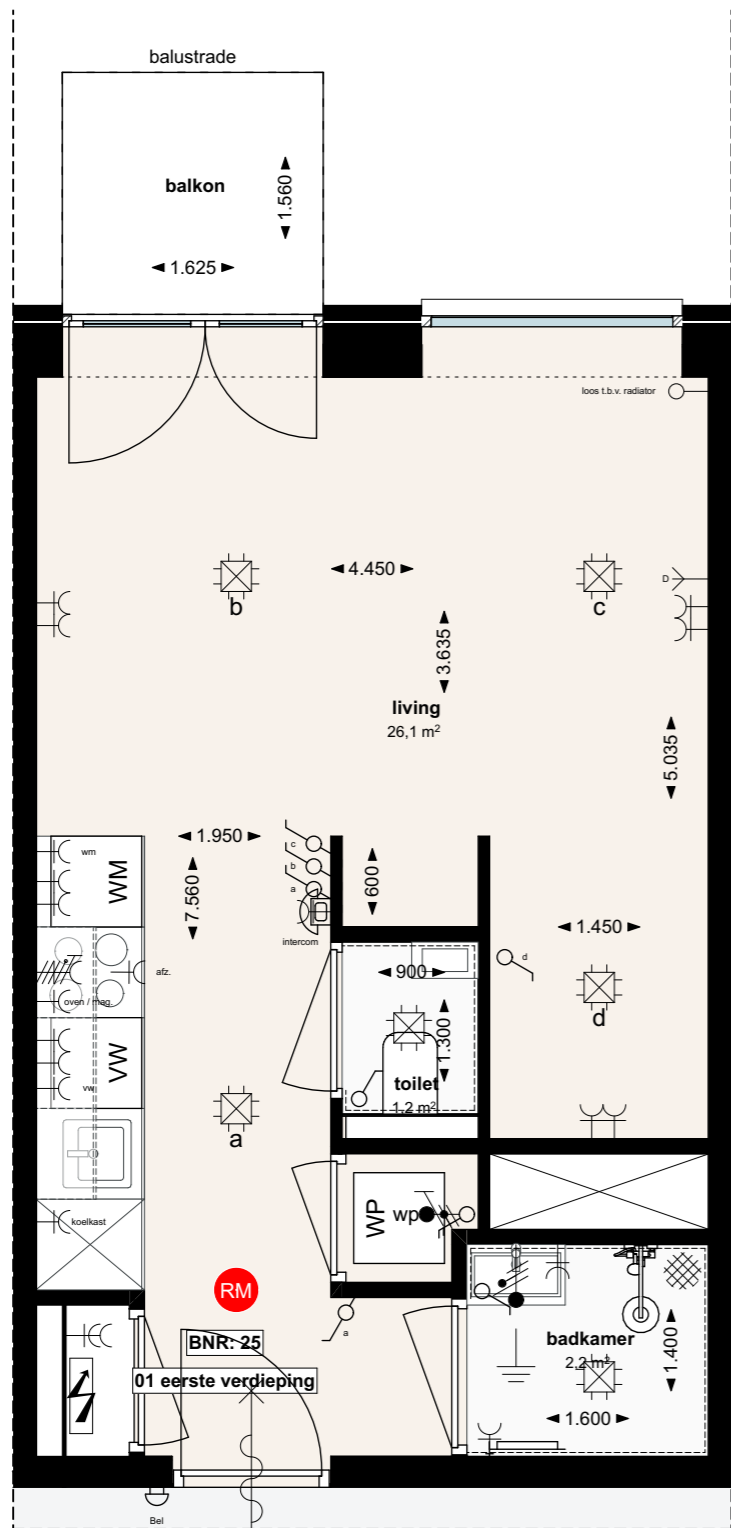 balustrade
balkon
1.560
1.625
loos t.b.v. radiator
4.450
D
b
c
3.635
living
26,1 m²
5.035
1.950
7.560
c
b
a
600
wm
WM
intercom
1.450
d
afz.
oven / mag.
900
1.300
d
VW
vw
toilet
1,2 m²
a
koelkast
WP
wp
RM
a
BNR: 25
badkamer
2,2 m²
1.400
01 eerste verdieping
1.600
Bel